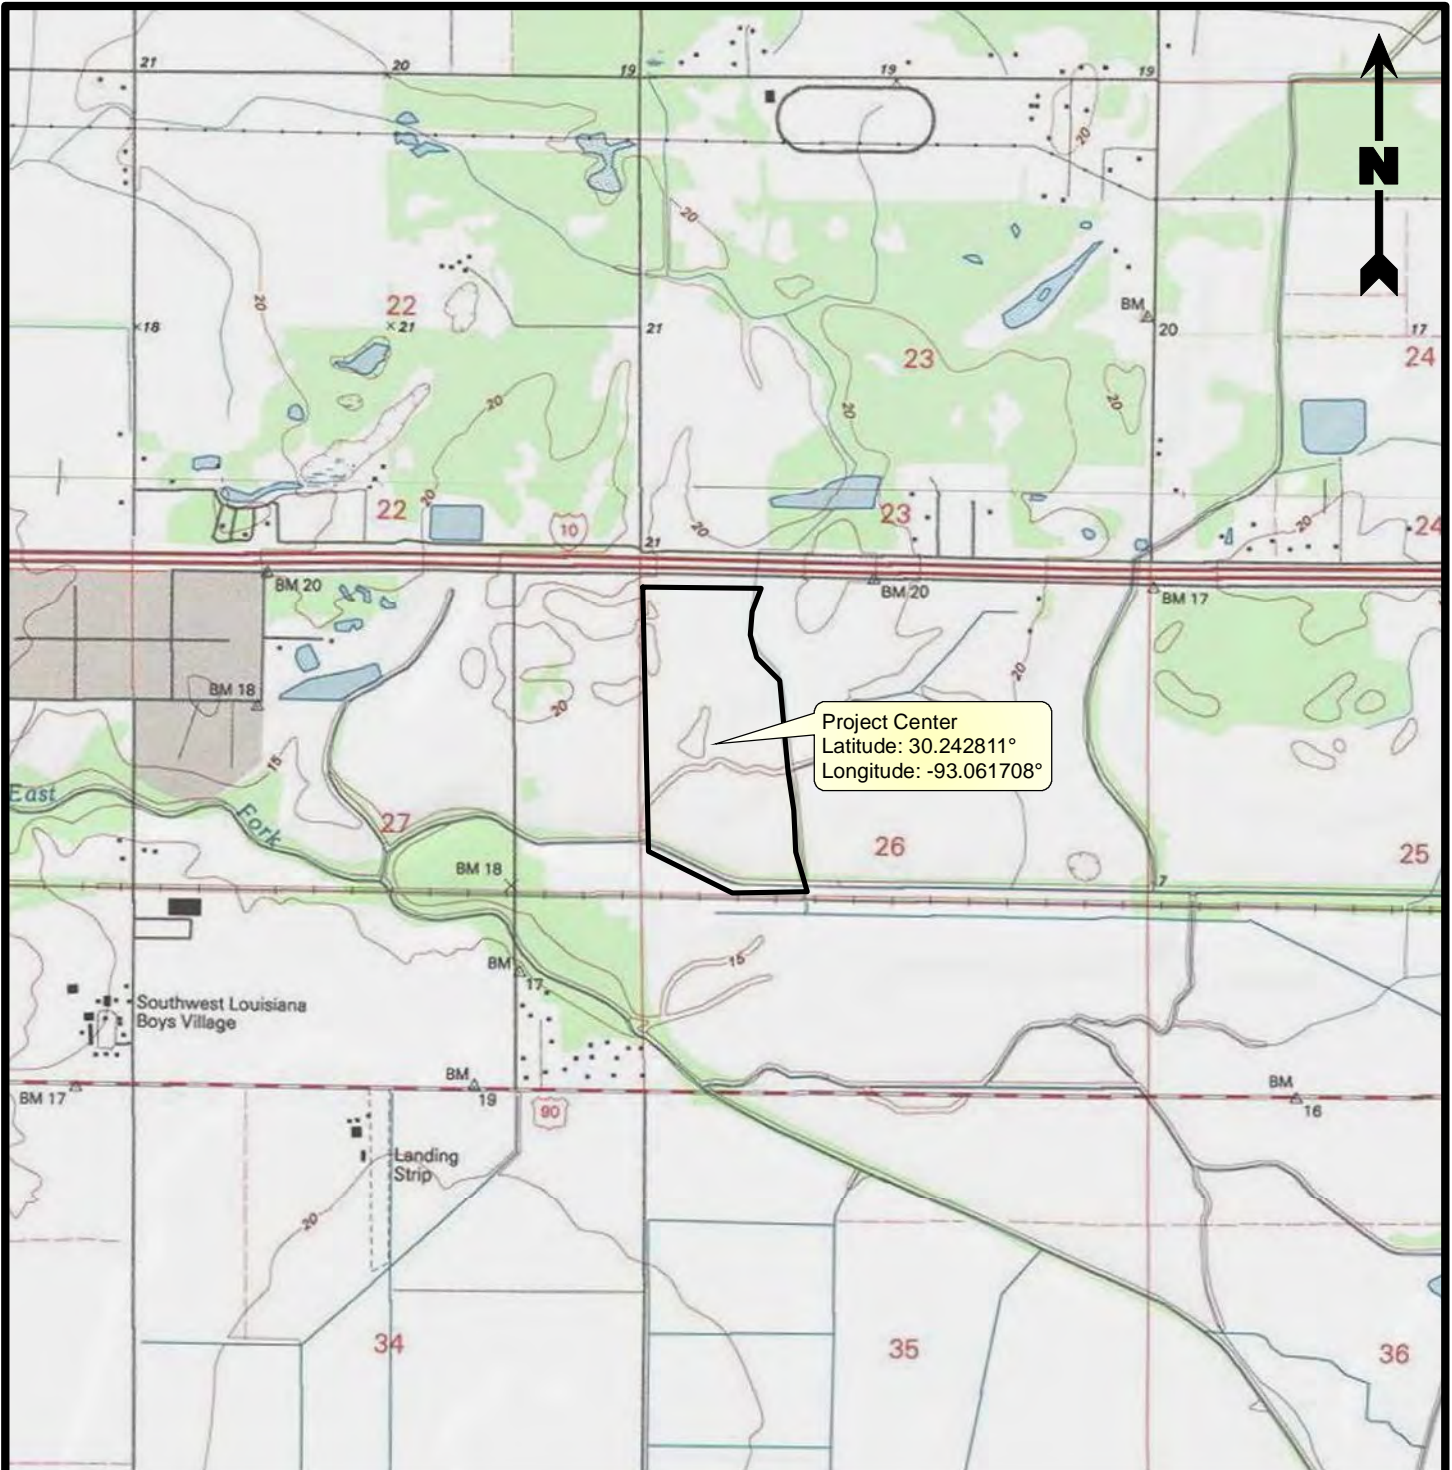 21
20
19
19
19
20
N
20
20
22
×21
×18
21
BM
20
17
23
24
20
20
20
20
22
20
23
20
24
10
20
21
BM 20
BM 20
BM 17
20
BM 18
20
Project Center
Latitude: 30.242811°
Longitude: -93.061708°
15
East
Fork
27
26
25
BM 18
7
BM
17
15
Southwest Louisiana
Boys Village
BM
19
BM 17
90
BM
16
Landing
Strip
20
34
35
36